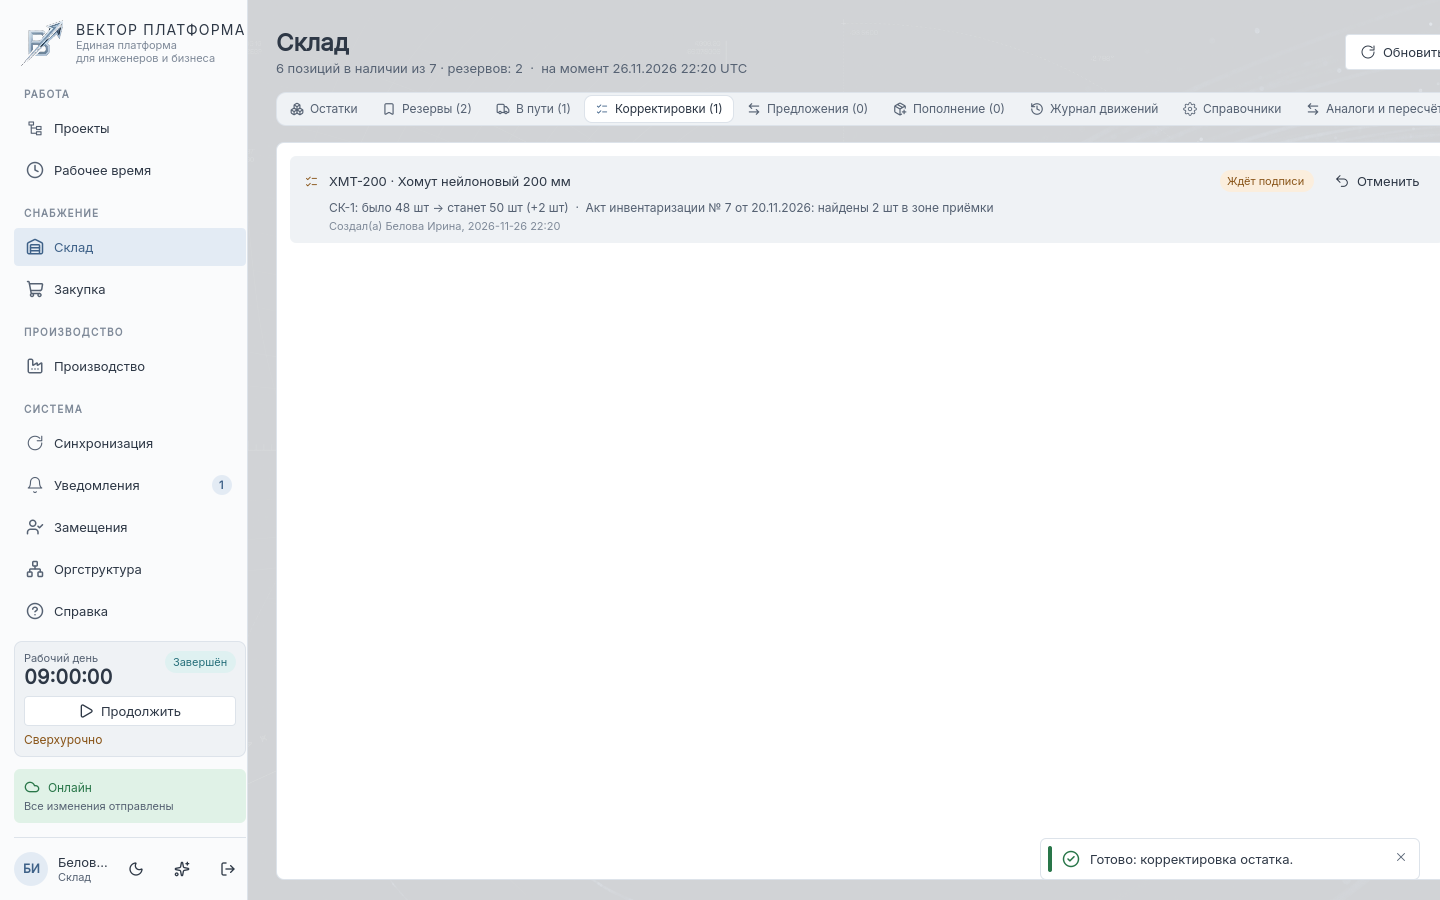 ВЕКТОР ПЛАТФОРМА
Единая платформа
для инженеров и бизнеса
РАБОТА
Проекты
Рабочее время
СНАБЖЕНИЕ
Склад
Закупка
ПРОИЗВОДСТВО
Производство
СИСТЕМА
Синхронизация
Уведомления 1
Замещения
Оргструктура
Справка
Рабочий день
Завершён
09:00:00
Продолжить
Сверхурочно
Онлайн
Все изменения отправлены
БИ
Белов...
Склад
Склад
6 позиций в наличии из 7 · резервов: 2 · на момент 26.11.2026 22:20 UTC
Обновить
Остатки Резервы (2) В пути (1) Корректировки (1) Предложения (0) Пополнение (0) Журнал движений Справочники Аналоги и пересчёт
ХМТ-200 · Хомут нейлоновый 200 мм
Ждёт подписи
Отменить
СК-1: было 48 шт → станет 50 шт (+2 шт) · Акт инвентаризации № 7 от 20.11.2026: найдены 2 шт в зоне приёмки
Создал(а) Белова Ирина, 2026-11-26 22:20
Готово: корректировка остатка.